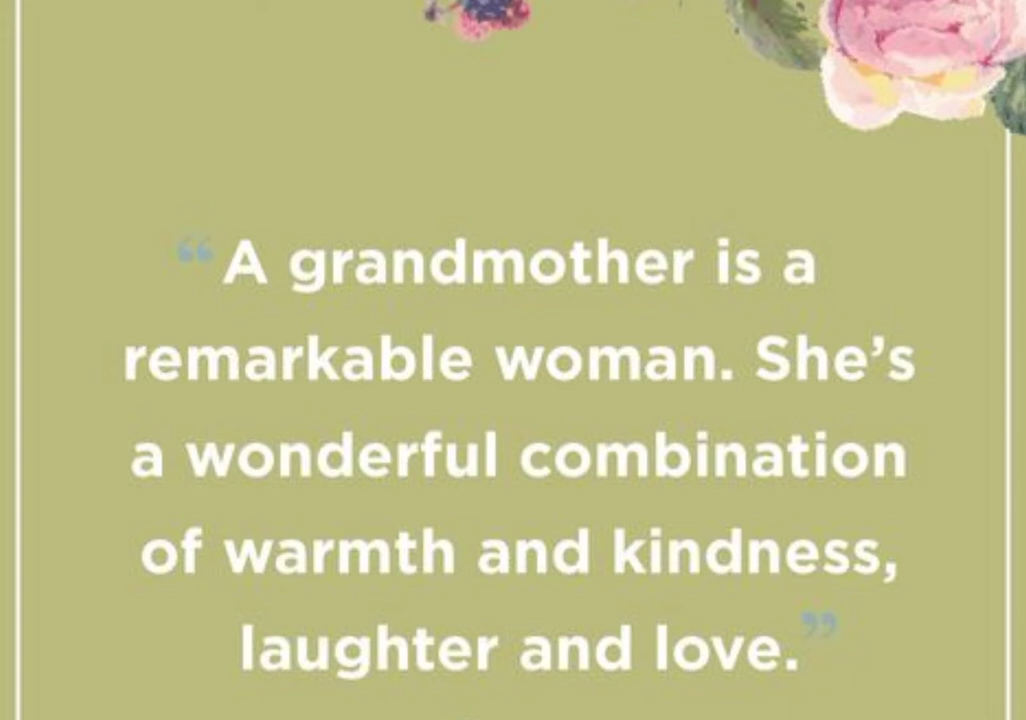 “A grandmother is a
remarkable woman. She’s
a wonderful combination
of warmth and kindness,
laughter and love.”